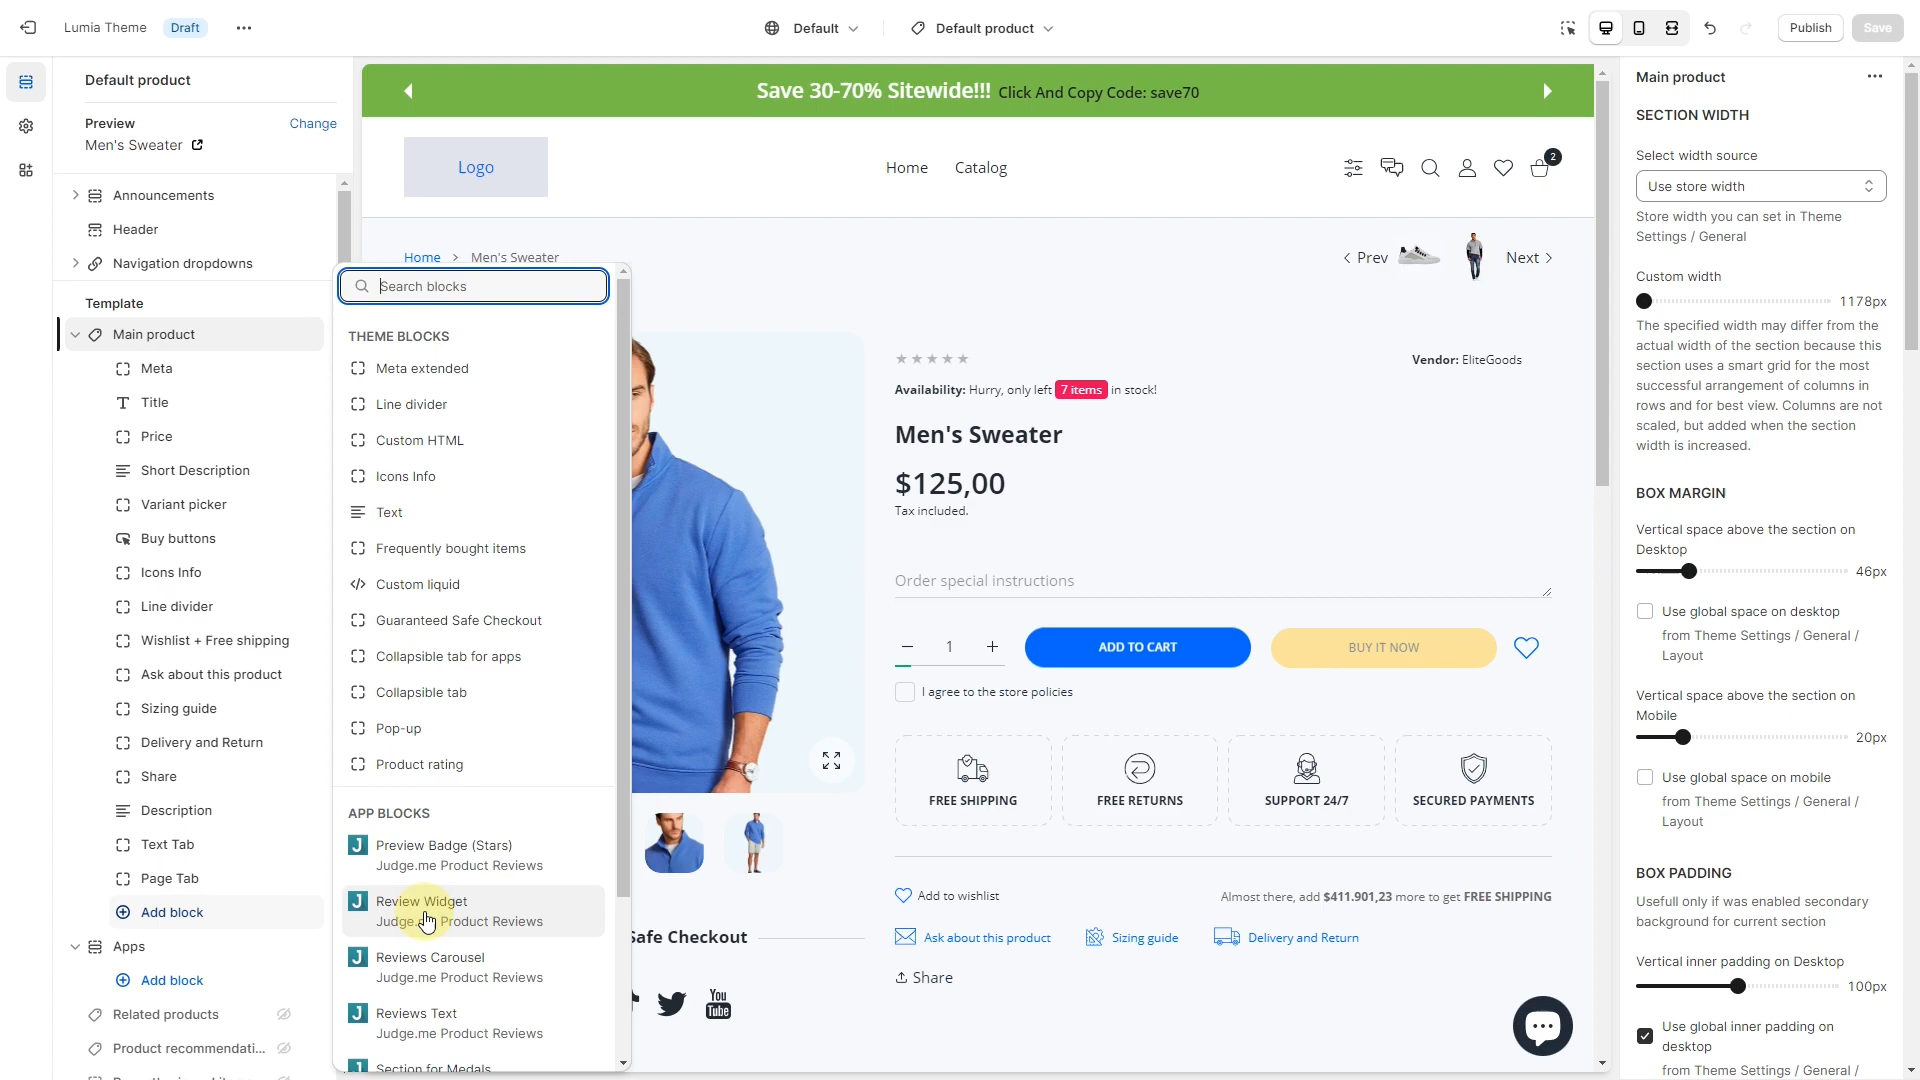 Lumia Theme
Draft
Default
Default product
Publish
Save
Default product
Preview
Change
Men's Sweater
Announcements
Header
Navigation dropdowns
Template
Main product
Meta
Title
Price
Short Description
Variant picker
Buy buttons
Icons Info
Line divider
Wishlist + Free shipping
Ask about this product
Sizing guide
Delivery and Return
Share
Description
Text Tab
Page Tab
Add block
Apps
Add block
Related products
Product recommendati...
Search blocks
THEME BLOCKS
Meta extended
Line divider
Custom HTML
Icons Info
Text
Frequently bought items
Custom liquid
Guaranteed Safe Checkout
Collapsible tab for apps
Collapsible tab
Pop-up
Product rating
APP BLOCKS
J
Preview Badge (Stars)
Judge.me Product Reviews
J
Review Widget
Judge.me Product Reviews
J
Reviews Carousel
Judge.me Product Reviews
J
Reviews Text
Judge.me Product Reviews
Section for Medals
Save 30-70% Sitewide!!! Click And Copy Code: save70
Logo
Home
Catalog
2
Home
Men's Sweater
Prev
Next
Vendor: EliteGoods
Availability: Hurry, only left 7 items in stock!
Men's Sweater
$125,00
Tax included.
Order special instructions
1
ADD TO CART
BUY IT NOW
I agree to the store policies
FREE SHIPPING
FREE RETURNS
SUPPORT 24/7
SECURED PAYMENTS
Add to wishlist
Almost there, add $411.901,23 more to get FREE SHIPPING
Ask about this product
Sizing guide
Delivery and Return
Share
Safe Checkout
You
Tube
Main product
SECTION WIDTH
Select width source
Use store width
Store width you can set in Theme
Settings / General
Custom width
1178px
The specified width may differ from the
actual width of the section because this
section uses a smart grid for the most
successful arrangement of columns in
rows and for best view. Columns are not
scaled, but added when the section
width is increased.
BOX MARGIN
Vertical space above the section on
Desktop
46px
Use global space on desktop
from Theme Settings / General /
Layout
Vertical space above the section on
Mobile
20px
Use global space on mobile
from Theme Settings / General /
Layout
BOX PADDING
Usefull only if was enabled secondary
background for current section
Vertical inner padding on Desktop
100px
Use global inner padding on
desktop
from Theme Settings / General /